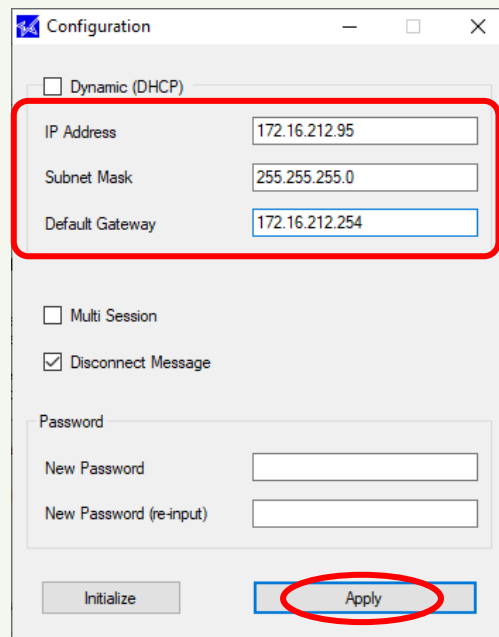 Configuration
Dynamic (DHCP)
IP Address 172.16.212.95
Subnet Mask 255.255.255.0
Default Gateway 172.16.212.254
Multi Session
Disconnect Message
Password
New Password
New Password (re-input)
Initialize Apply